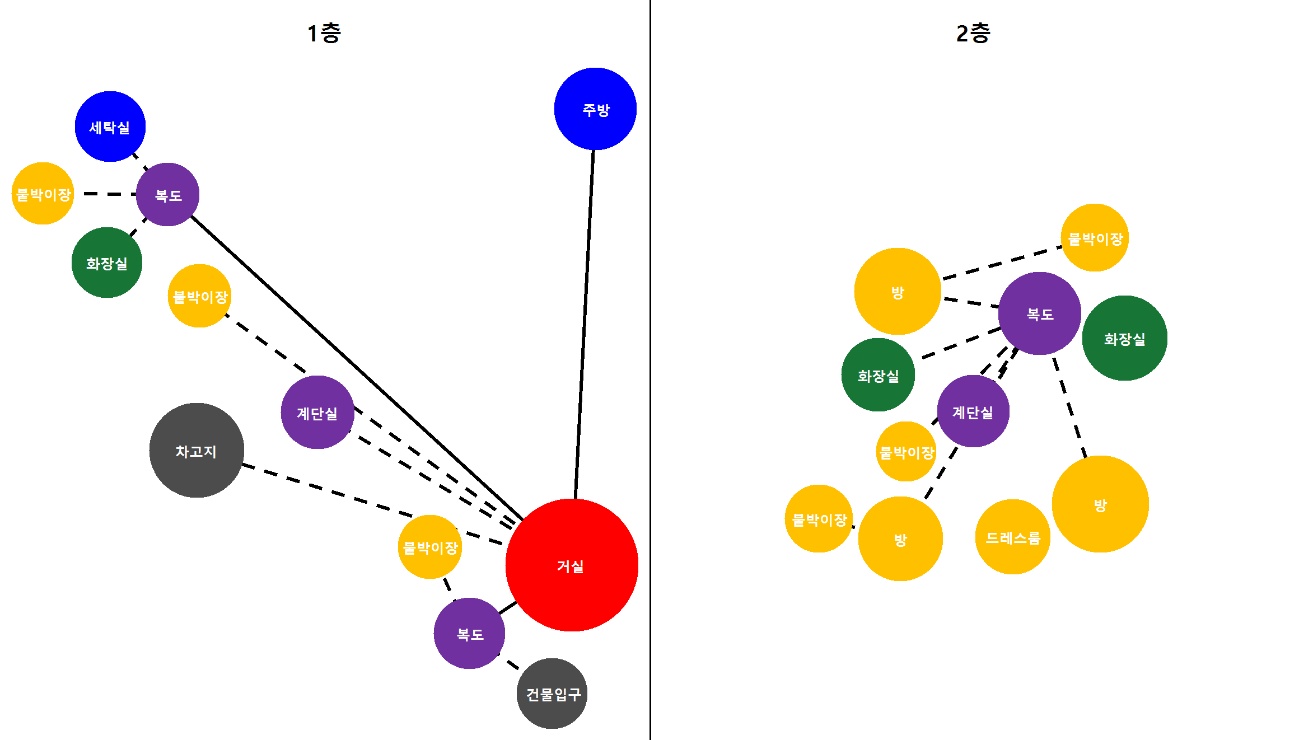 1층
주방
세탁실
붙박이장
복도
화장실
붙박이장
계단실
차고지
붙박이장
거실
복도
건물입구
2층
붙박이장
방
복도
화장실
화장실
계단실
붙박이장
붙박이장
방
드레스룸
방